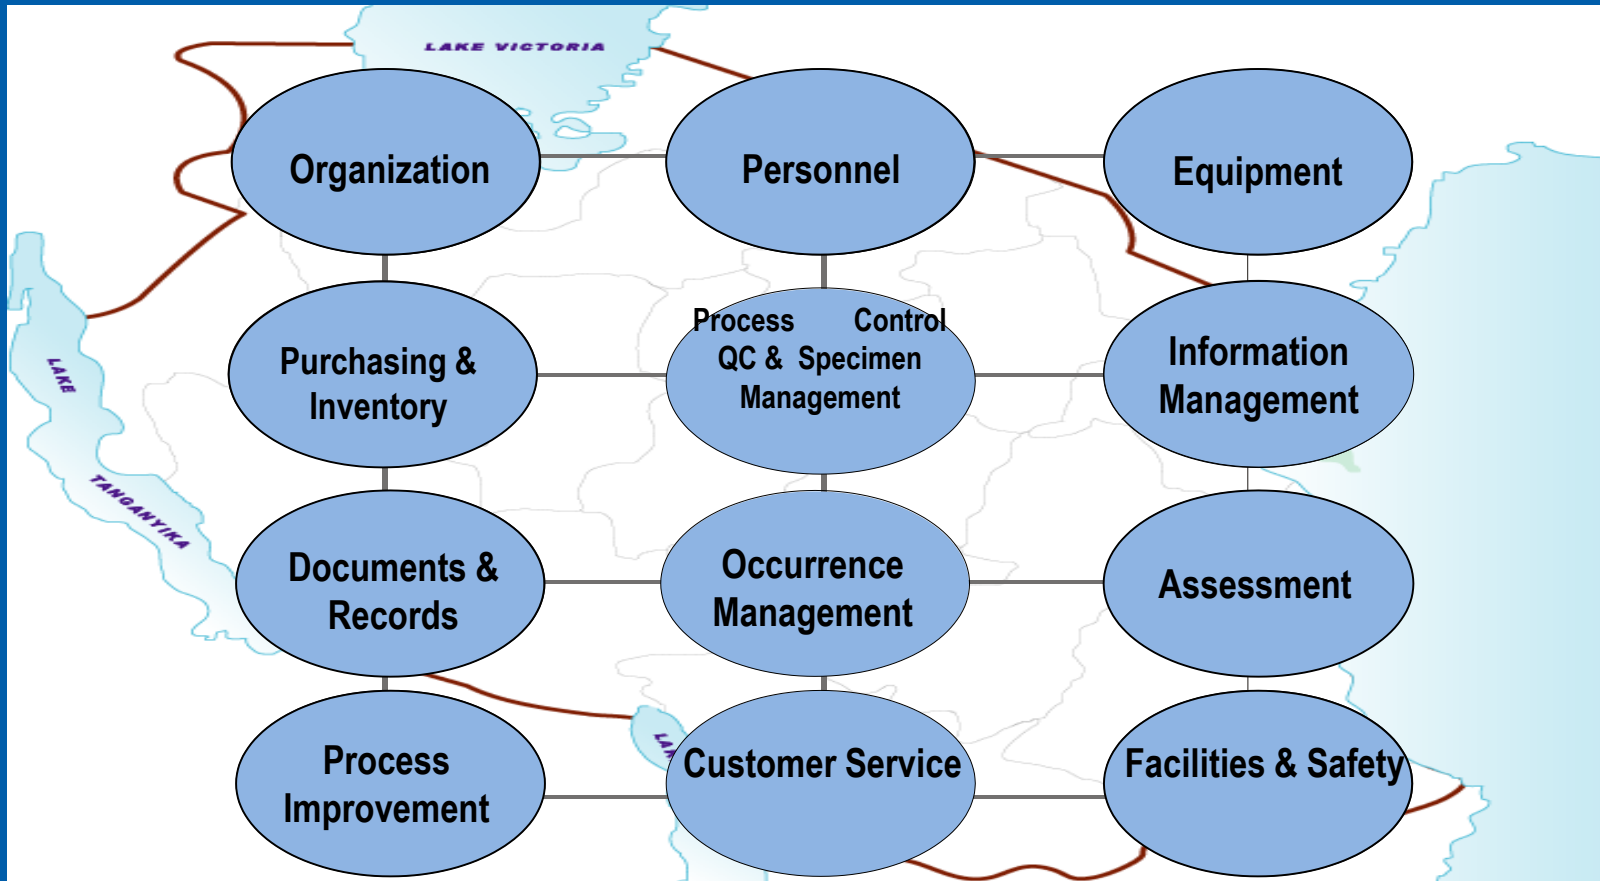 LAKE VICTORIA
Organization
Personnel
Equipment
Purchasing &
Inventory
Process Control
QC & Specimen
Management
Information
Management
LAKE
TANGANYIKA
Documents &
Records
Occurrence
Management
Assessment
Process
Improvement
Customer Service
Facilities & Safety